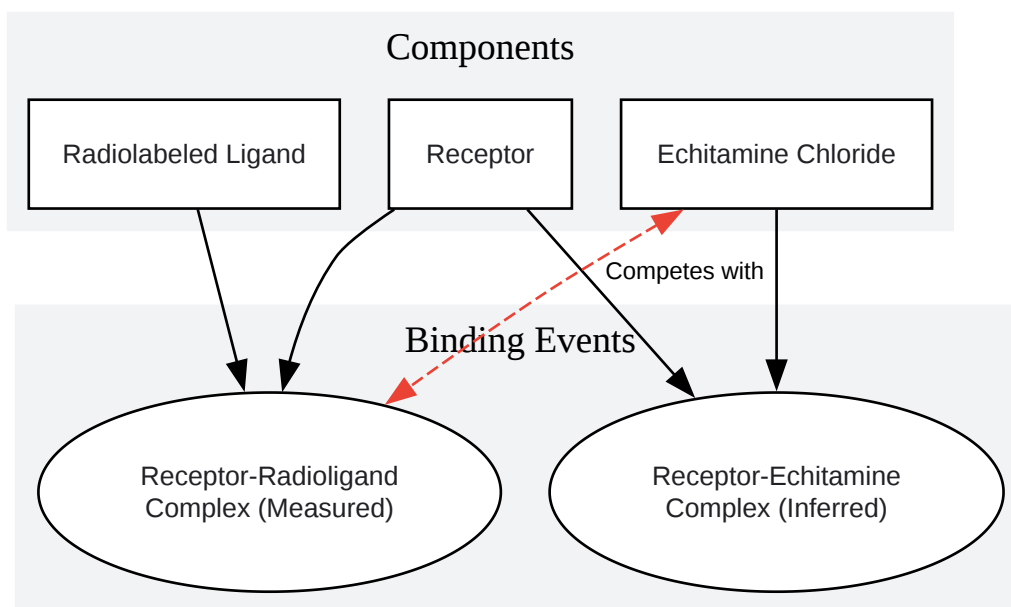 Components
Radiolabeled Ligand
Receptor
Echitamine Chloride
Competes with
Binding Events
Receptor-Radioligand
Complex (Measured)
Receptor-Echitamine
Complex (Inferred)